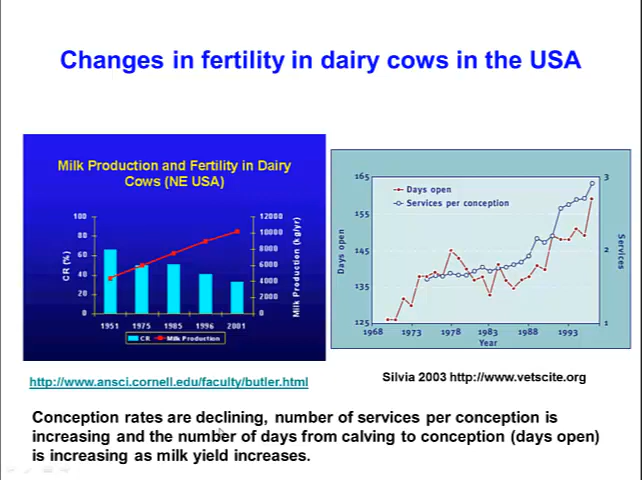 Changes in fertility in dairy cows in the USA
Milk Production and Fertility in Dairy
Cows (NE USA)
CR (%)
100
80
60
40
20
0
12000
10000
8000
6000
4000
2000
0
Milk Production (kg/yr)
1951 1975 1985 1996 2001
CR Milk Production
Days open
165
155
145
135
125
Days open
Services per conception
3
2
1
Services
1968 1973 1978 1983 1988 1993
Year
http://www.ansci.cornell.edu/faculty/butler.html
Silvia 2003 http://www.vetscite.org
Conception rates are declining, number of services per conception is
increasing and the number of days from calving to conception (days open)
is increasing as milk yield increases.